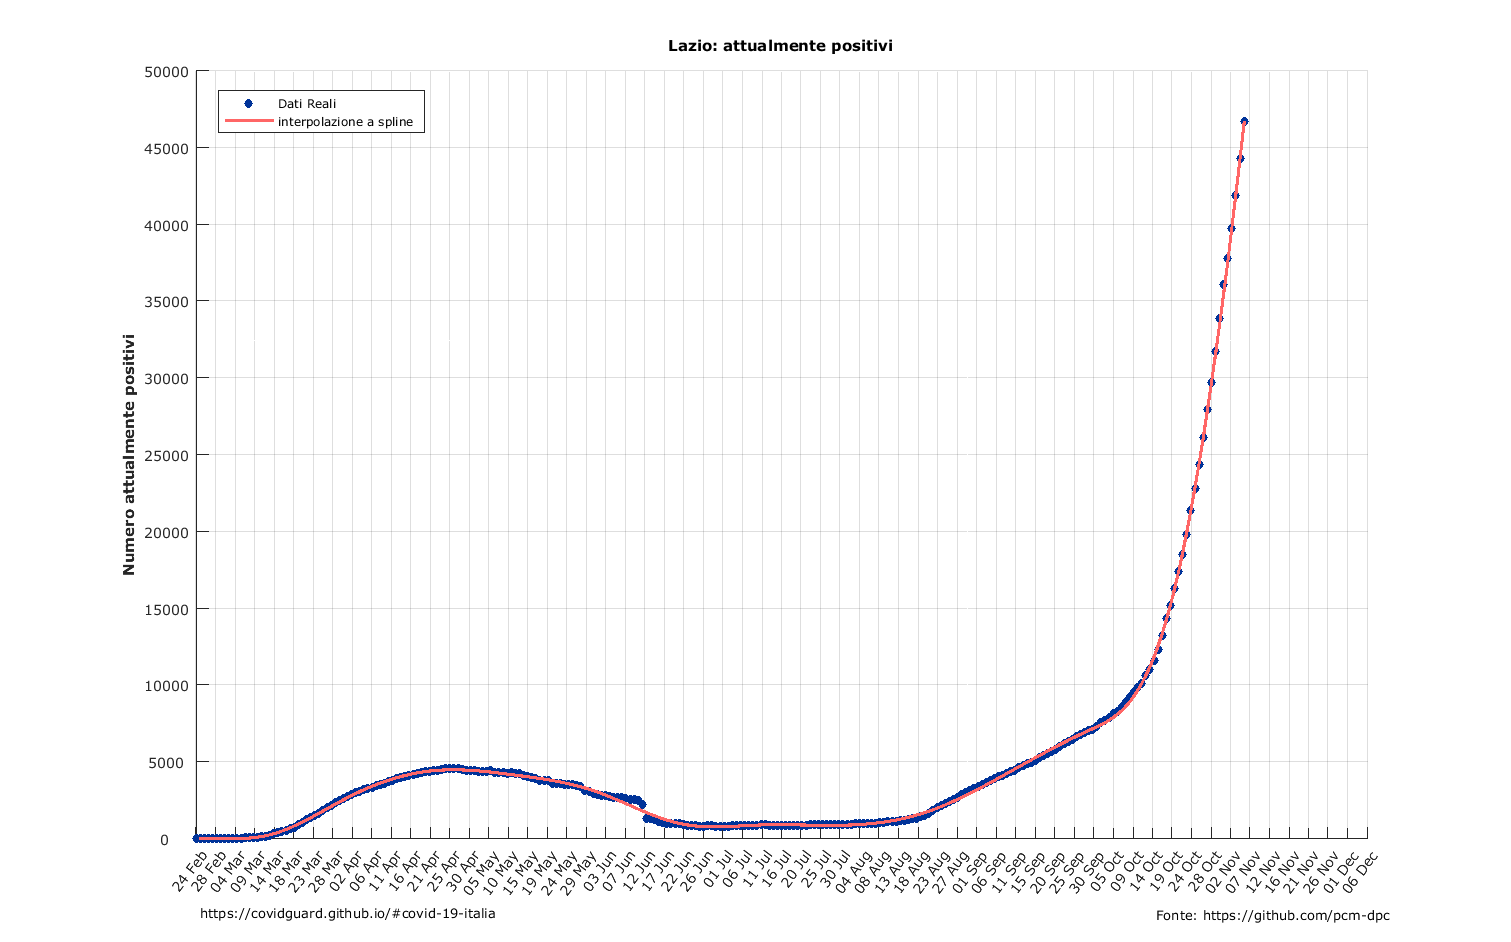 Lazio: attualmente positivi
50000
45000
40000
35000
30000
25000
20000
15000
10000
5000
0
Numero attualmente positivi
Dati Reali
interpolazione a spline
24 Feb
28 Feb
04 Mar
09 Mar
14 Mar
18 Mar
23 Mar
28 Mar
02 Apr
06 Apr
11 Apr
16 Apr
21 Apr
25 Apr
30 Apr
05 May
10 May
15 May
19 May
24 May
29 May
03 Jun
07 Jun
12 Jun
17 Jun
22 Jun
26 Jun
01 Jul
06 Jul
11 Jul
16 Jul
20 Jul
25 Jul
30 Jul
04 Aug
08 Aug
13 Aug
18 Aug
23 Aug
27 Aug
01 Sep
06 Sep
11 Sep
15 Sep
20 Sep
25 Sep
30 Sep
05 Oct
09 Oct
14 Oct
19 Oct
24 Oct
28 Oct
02 Nov
07 Nov
12 Nov
16 Nov
21 Nov
26 Nov
01 Dec
06 Dec
https://covidguard.github.io/#covid-19-italia
Fonte: https://github.com/pcm-dpc